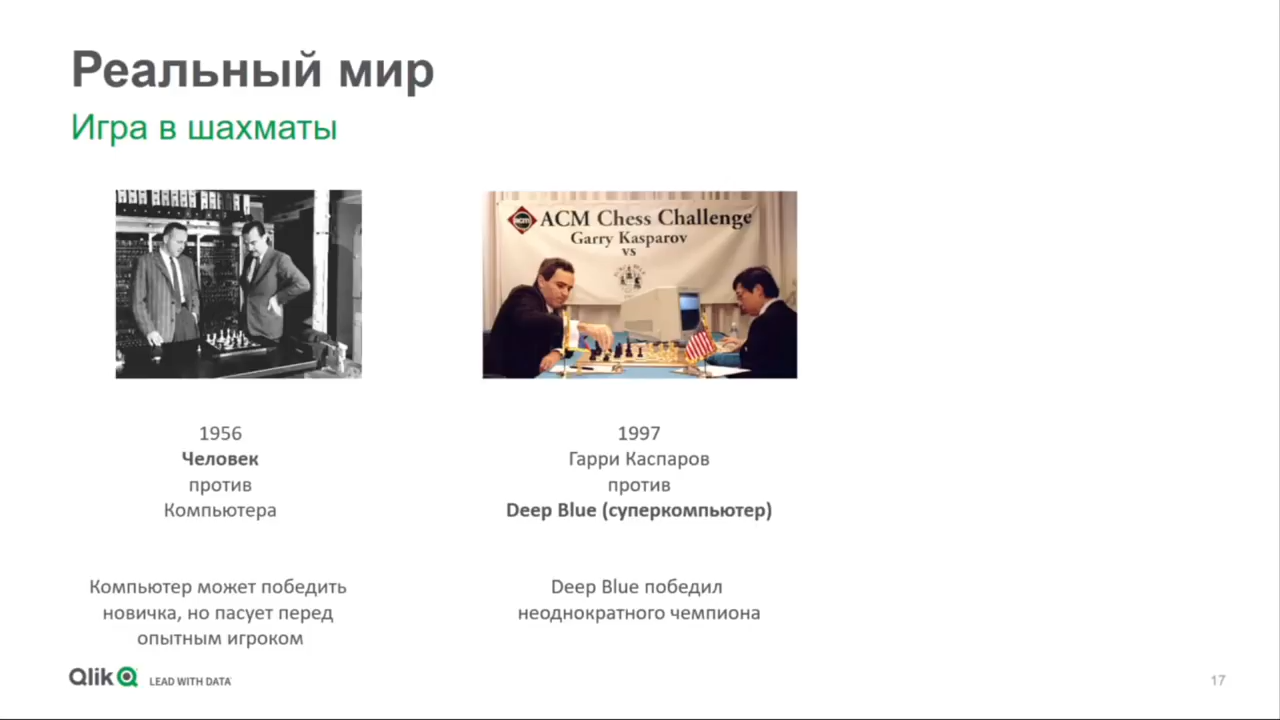 Реальный мир
Игра в шахматы
ACM Chess Challenge
Garry Kasparov
vs
1956
Человек
против
Компьютера
Компьютер может победить
новичка, но пасует перед
опытным игроком
1997
Гарри Каспаров
против
Deep Blue (суперкомпьютер)
Deep Blue победил
неоднократного чемпиона
Qlik LEAD WITH DATA
17